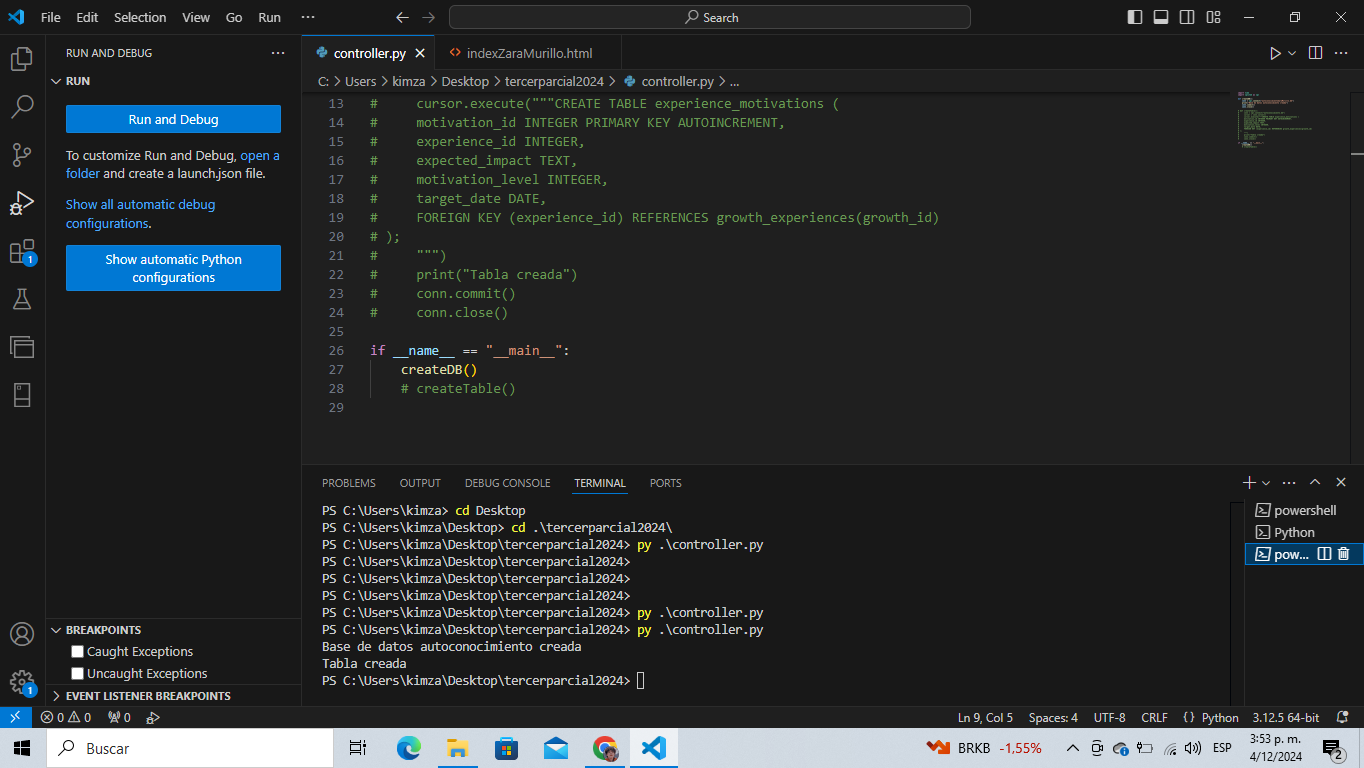 File Edit Selection View Go Run ···
Search
RUN AND DEBUG ···
RUN
Run and Debug
To customize Run and Debug, open a
folder and create a launch.json file.
Show all automatic debug
configurations.
Show automatic Python
configurations
1
BREAKPOINTS
Caught Exceptions
Uncaught Exceptions
EVENT LISTENER BREAKPOINTS
1
controller.py
indexZaraMurillo.html
C: > Users > kimza > Desktop > tercerparcial2024 > controller.py > ...
13 # cursor.execute("""CREATE TABLE experience_motivations (
14 # motivation_id INTEGER PRIMARY KEY AUTOINCREMENT,
15 # experience_id INTEGER,
16 # expected_impact TEXT,
17 # motivation_level INTEGER,
18 # target_date DATE,
19 # FOREIGN KEY (experience_id) REFERENCES growth_experiences(growth_id)
20 # );
21 # """)
22 # print("Tabla creada")
23 # conn.commit()
24 # conn.close()
25
26 if __name__ == "__main__":
27 createDB()
28 # createTable()
29
PROBLEMS OUTPUT DEBUG CONSOLE TERMINAL PORTS
PS C:\Users\kimza> cd Desktop
PS C:\Users\kimza\Desktop> cd .\tercerparcial2024\
PS C:\Users\kimza\Desktop\tercerparcial2024> py .\controller.py
PS C:\Users\kimza\Desktop\tercerparcial2024>
PS C:\Users\kimza\Desktop\tercerparcial2024>
PS C:\Users\kimza\Desktop\tercerparcial2024>
PS C:\Users\kimza\Desktop\tercerparcial2024> py .\controller.py
PS C:\Users\kimza\Desktop\tercerparcial2024> py .\controller.py
Base de datos autoconocimiento creada
Tabla creada
PS C:\Users\kimza\Desktop\tercerparcial2024>
powershell
Python
pow...
0 0 0
Ln 9, Col 5 Spaces: 4 UTF-8 CRLF Python 3.12.5 64-bit
Buscar
BRKB -1,55%
ESP
3:53 p. m.
4/12/2024
2